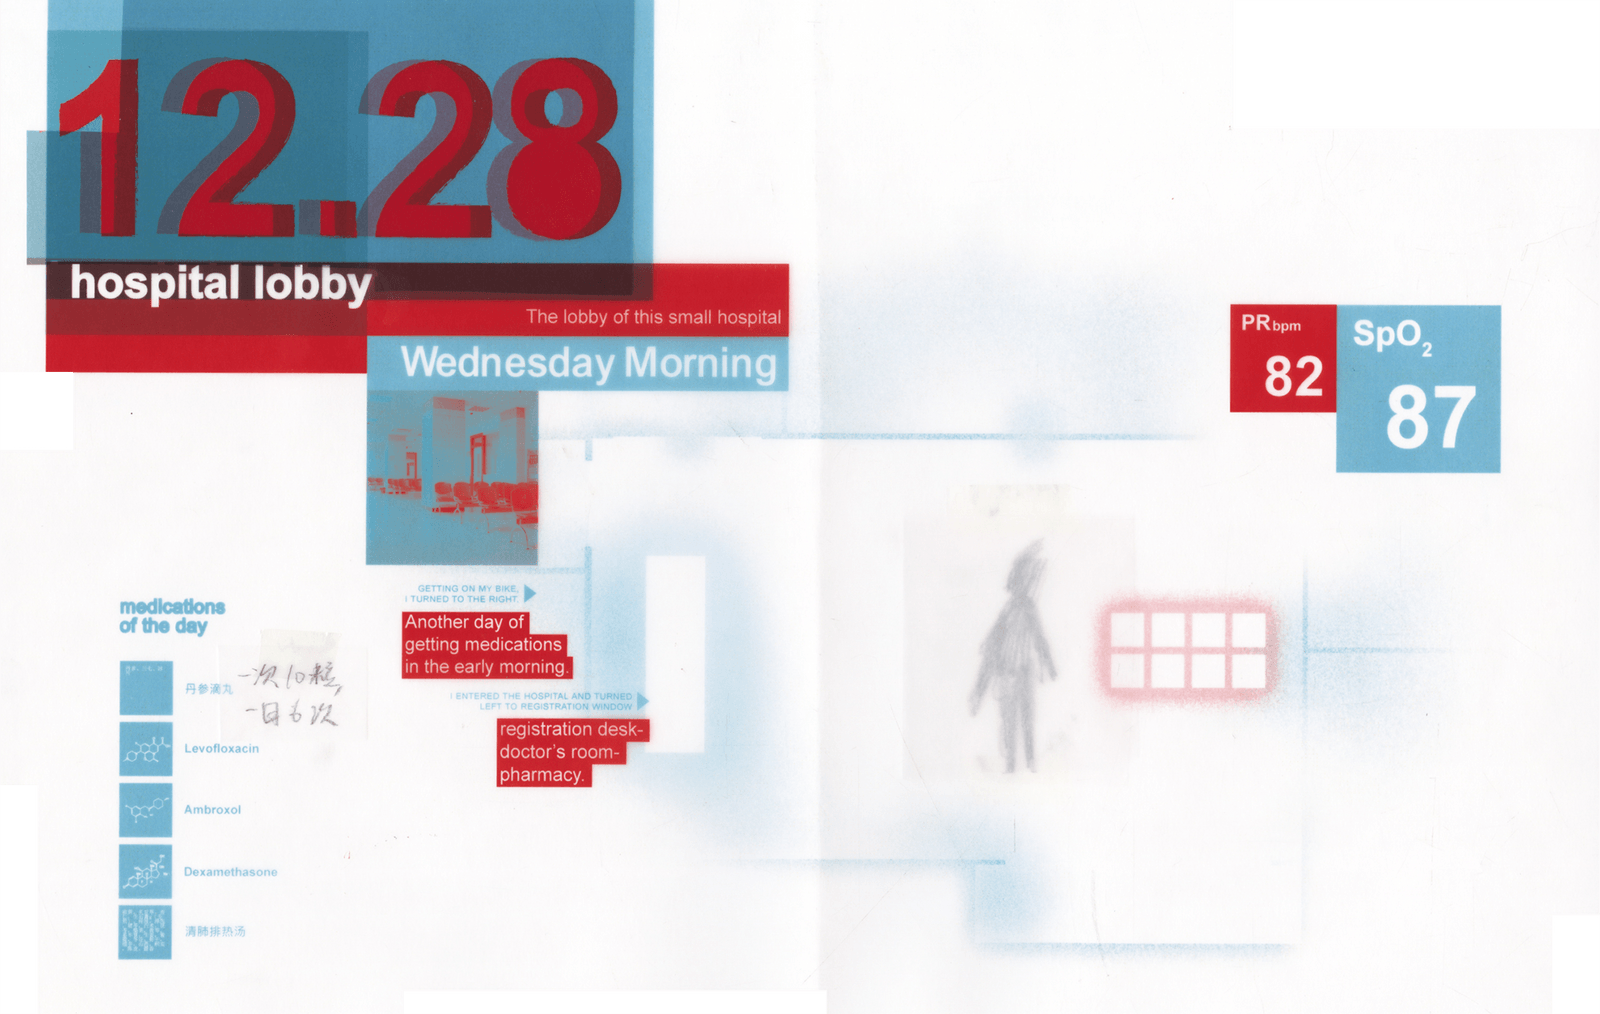 12.28
hospital lobby
The lobby of this small hospital
Wednesday Morning
PR bpm
82
SpO₂
87
GETTING ON MY BIKE,
I TURNED TO THE RIGHT
Another day of
getting medications
in the early morning.
I ENTERED THE HOSPITAL AND TURNED
LEFT TO REGISTRATION WINDOW
registration desk-
doctor's room-
pharmacy.
medications
of the day
丹参滴丸
一次10粒,
一日6次
Levofloxacin
Ambroxol
Dexamethasone
清肺排热汤